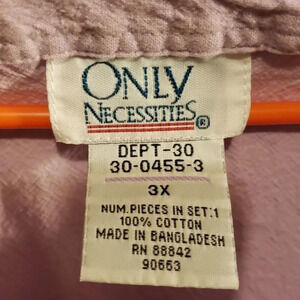 ONLY
NECESSITIES®
DEPT-30
30-0455-3
3X
NUM.PIECES IN SET:1
100% COTTON
MADE IN BANGLADESH
RN 88842
90663